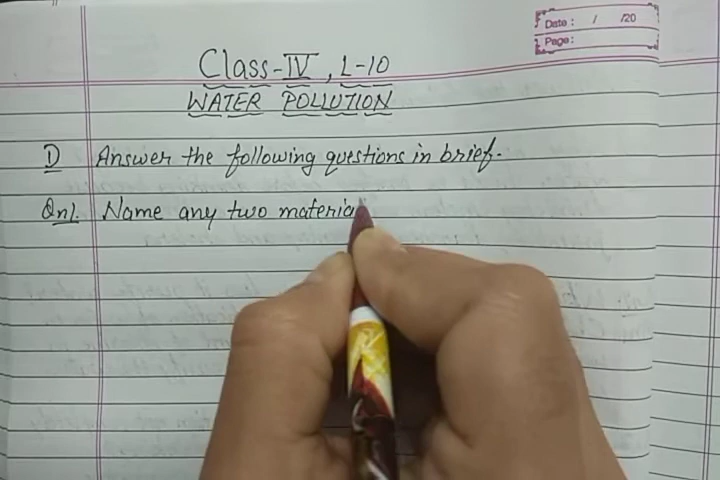 Date: / /20
Page:
Class-IV, L-10
WATER POLLUTION
D Answer the following questions in brief.
Qn1. Name any two materia